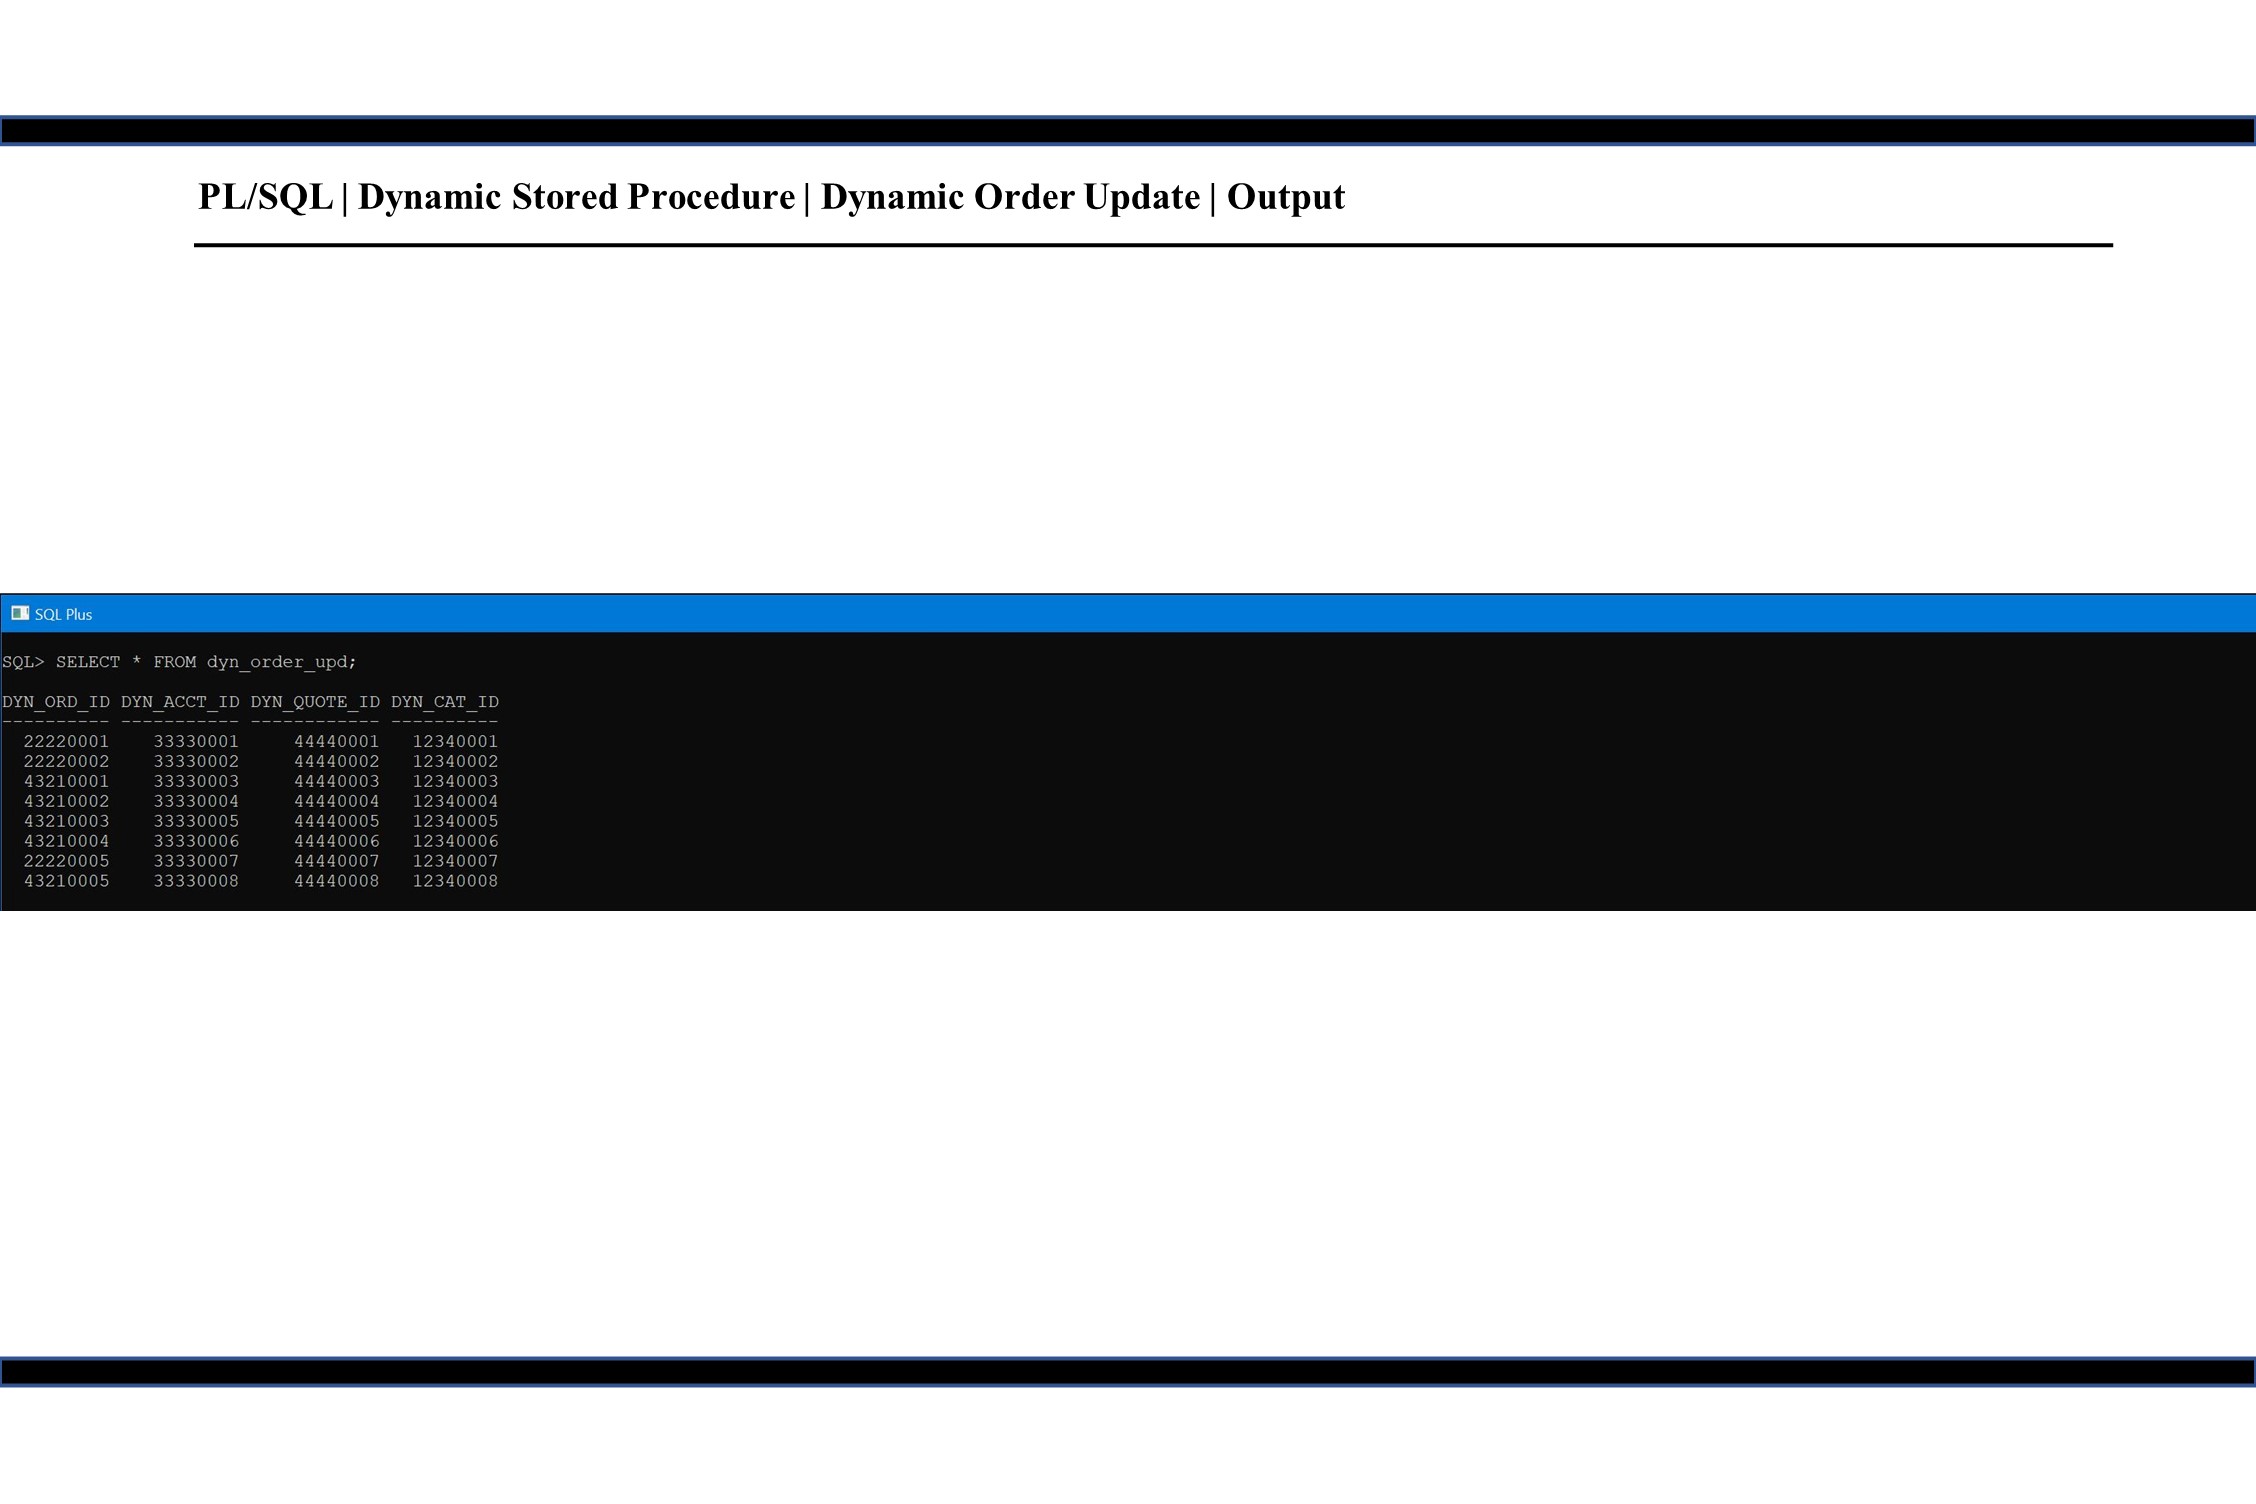 PL/SQL | Dynamic Stored Procedure | Dynamic Order Update | Output
SQL Plus
SQL> SELECT * FROM dyn_order_upd;
DYN_ORD_ID DYN_ACCT_ID DYN_QUOTE_ID DYN_CAT_ID
---------- ----------- ------------ ----------
22220001 33330001 44440001 12340001
22220002 33330002 44440002 12340002
43210001 33330003 44440003 12340003
43210002 33330004 44440004 12340004
43210003 33330005 44440005 12340005
43210004 33330006 44440006 12340006
22220005 33330007 44440007 12340007
43210005 33330008 44440008 12340008